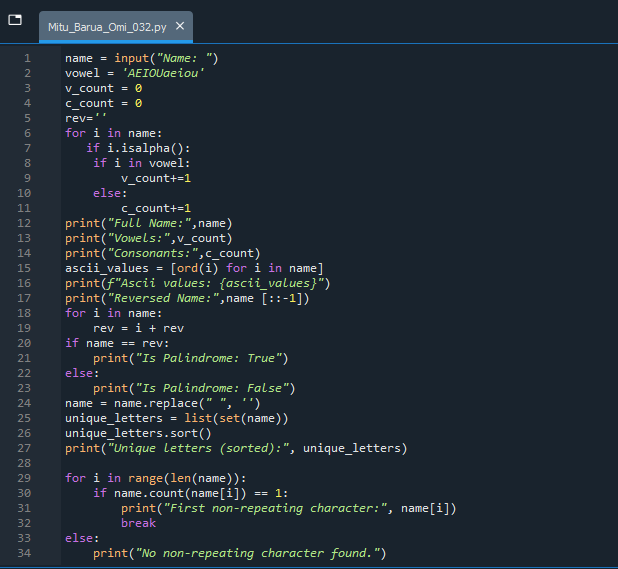 Mitu_Barua_Omi_032.py ×
1 name = input("Name: ")
2 vowel = 'AEIOUaeiou'
3 v_count = 0
4 c_count = 0
5 rev=''
6 for i in name:
7    if i.isalpha():
8     if i in vowel:
9         v_count+=1
10     else:
11         c_count+=1
12 print("Full Name:",name)
13 print("Vowels:",v_count)
14 print("Consonants:",c_count)
15 ascii_values = [ord(i) for i in name]
16 print(f"Ascii values: {ascii_values}")
17 print("Reversed Name:",name [::-1])
18 for i in name:
19     rev = i + rev
20 if name == rev:
21     print("Is Palindrome: True")
22 else:
23     print("Is Palindrome: False")
24 name = name.replace(" ", '')
25 unique_letters = list(set(name))
26 unique_letters.sort()
27 print("Unique letters (sorted):", unique_letters)
28
29 for i in range(len(name)):
30     if name.count(name[i]) == 1:
31         print("First non-repeating character:", name[i])
32         break
33 else:
34     print("No non-repeating character found.")